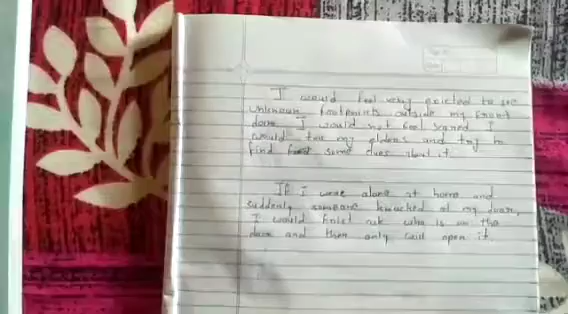 I would feel very exicted to see
unknown footprints outside my front
door. I would not feel scared I
would tell my elders and try to
find some clues about it.
If I were alone at home and
suddenly someone knocked at my door,
I would frist ask who is on the
door and then only will open it.